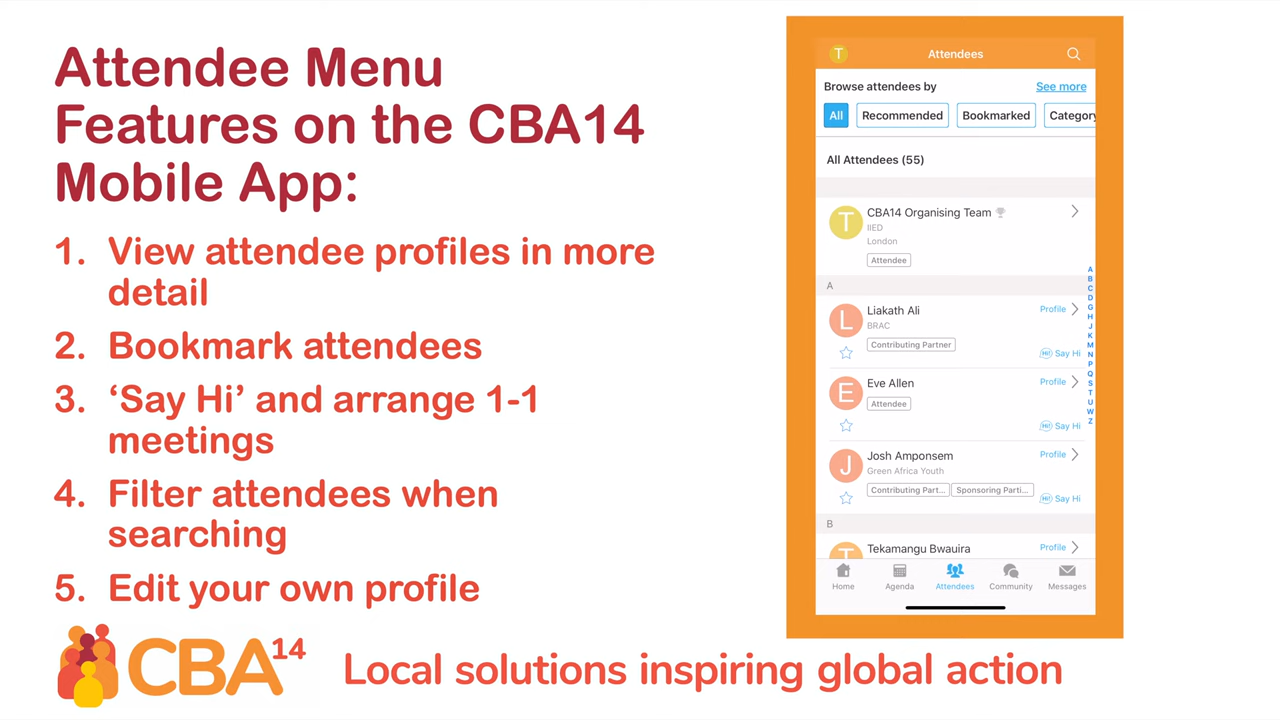 Attendee Menu
Features on the CBA14
Mobile App:
1. View attendee profiles in more
detail
2. Bookmark attendees
3. ‘Say Hi’ and arrange 1-1
meetings
4. Filter attendees when
searching
5. Edit your own profile
CBA14
Local solutions inspiring global action
T
Attendees
Browse attendees by
See more
All
Recommended
Bookmarked
Category
All Attendees (55)
T
CBA14 Organising Team
IIED
London
Attendee
A
L
Liakath Ali
Profile
BRAC
Contributing Partner
Hi! Say Hi
E
Eve Allen
Profile
Attendee
Hi! Say Hi
J
Josh Amponsem
Profile
Green Africa Youth
Contributing Part...
Sponsoring Parti...
Hi! Say Hi
B
T
Tekamangu Bwauira
Profile
A
B
C
D
G
H
J
K
M
N
P
Q
S
T
U
W
Z
Home
Agenda
Attendees
Community
Messages